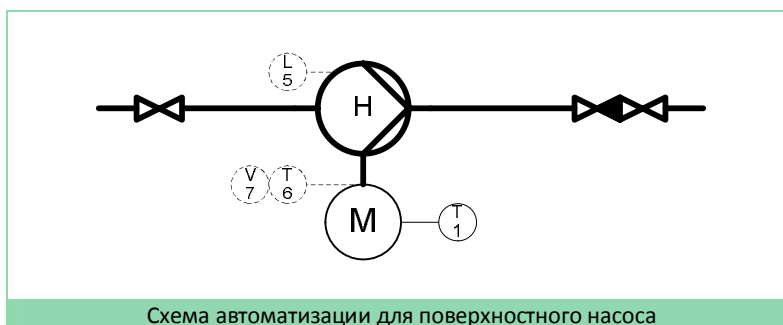 L
5
H
V
7
T
6
M
T
1
Схема автоматизации для поверхностного насоса